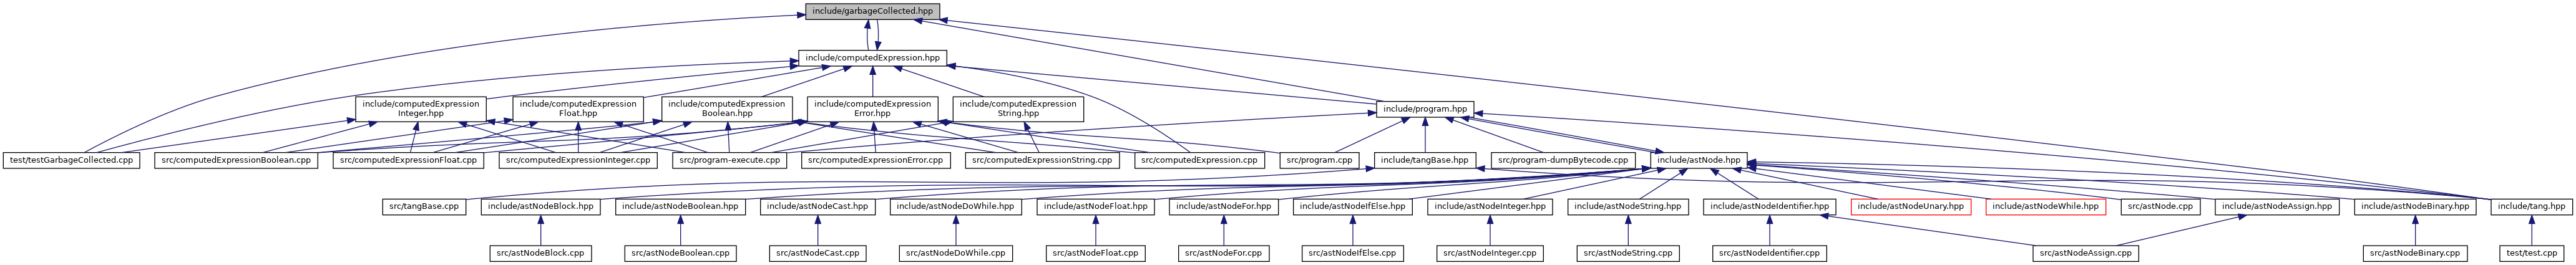 include/garbageCollected.hpp
include/computedExpression.hpp
include/computedExpression
Integer.hpp
include/computedExpression
Float.hpp
include/computedExpression
Boolean.hpp
include/computedExpression
Error.hpp
include/computedExpression
String.hpp
include/program.hpp
test/testGarbageCollected.cpp
src/computedExpressionBoolean.cpp
src/computedExpressionFloat.cpp
src/computedExpressionInteger.cpp
src/program-execute.cpp
src/computedExpressionError.cpp
src/computedExpressionString.cpp
src/computedExpression.cpp
src/program.cpp
include/tangBase.hpp
src/program-dumpBytecode.cpp
include/astNode.hpp
src/tangBase.cpp
include/astNodeBlock.hpp
include/astNodeBoolean.hpp
include/astNodeCast.hpp
include/astNodeDoWhile.hpp
include/astNodeFloat.hpp
include/astNodeFor.hpp
include/astNodeIfElse.hpp
include/astNodeInteger.hpp
include/astNodeString.hpp
include/astNodeIdentifier.hpp
include/astNodeUnary.hpp
include/astNodeWhile.hpp
src/astNode.cpp
include/astNodeAssign.hpp
include/astNodeBinary.hpp
include/tang.hpp
src/astNodeBlock.cpp
src/astNodeBoolean.cpp
src/astNodeCast.cpp
src/astNodeDoWhile.cpp
src/astNodeFloat.cpp
src/astNodeFor.cpp
src/astNodeIfElse.cpp
src/astNodeInteger.cpp
src/astNodeString.cpp
src/astNodeIdentifier.cpp
src/astNodeAssign.cpp
src/astNodeBinary.cpp
test/test.cpp